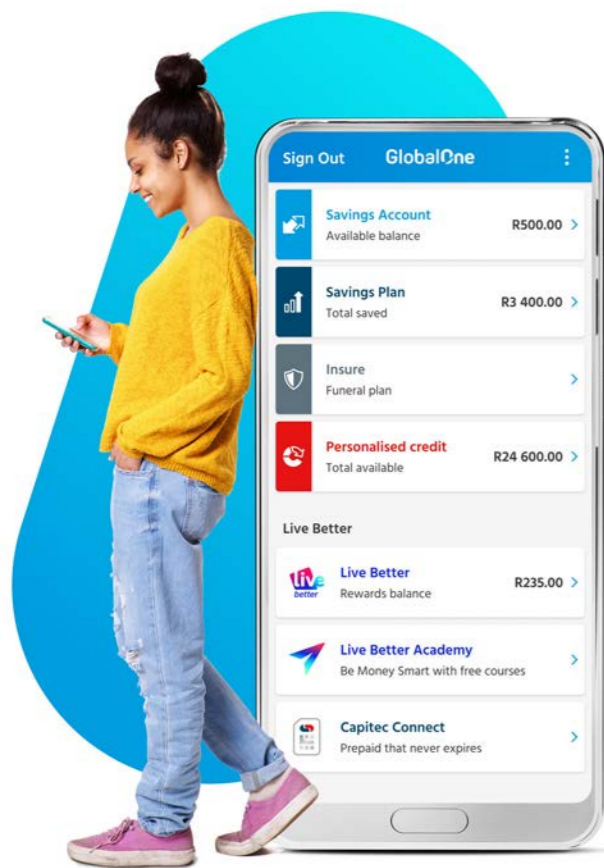 Sign Out GlobalOne
Savings Account
Available balance
R500.00
Savings Plan
Total saved
R3 400.00
Insure
Funeral plan
Personalised credit
Total available
R24 600.00
Live Better
live
better
Live Better
Rewards balance
R235.00
Live Better Academy
Be Money Smart with free courses
Capitec Connect
Prepaid that never expires